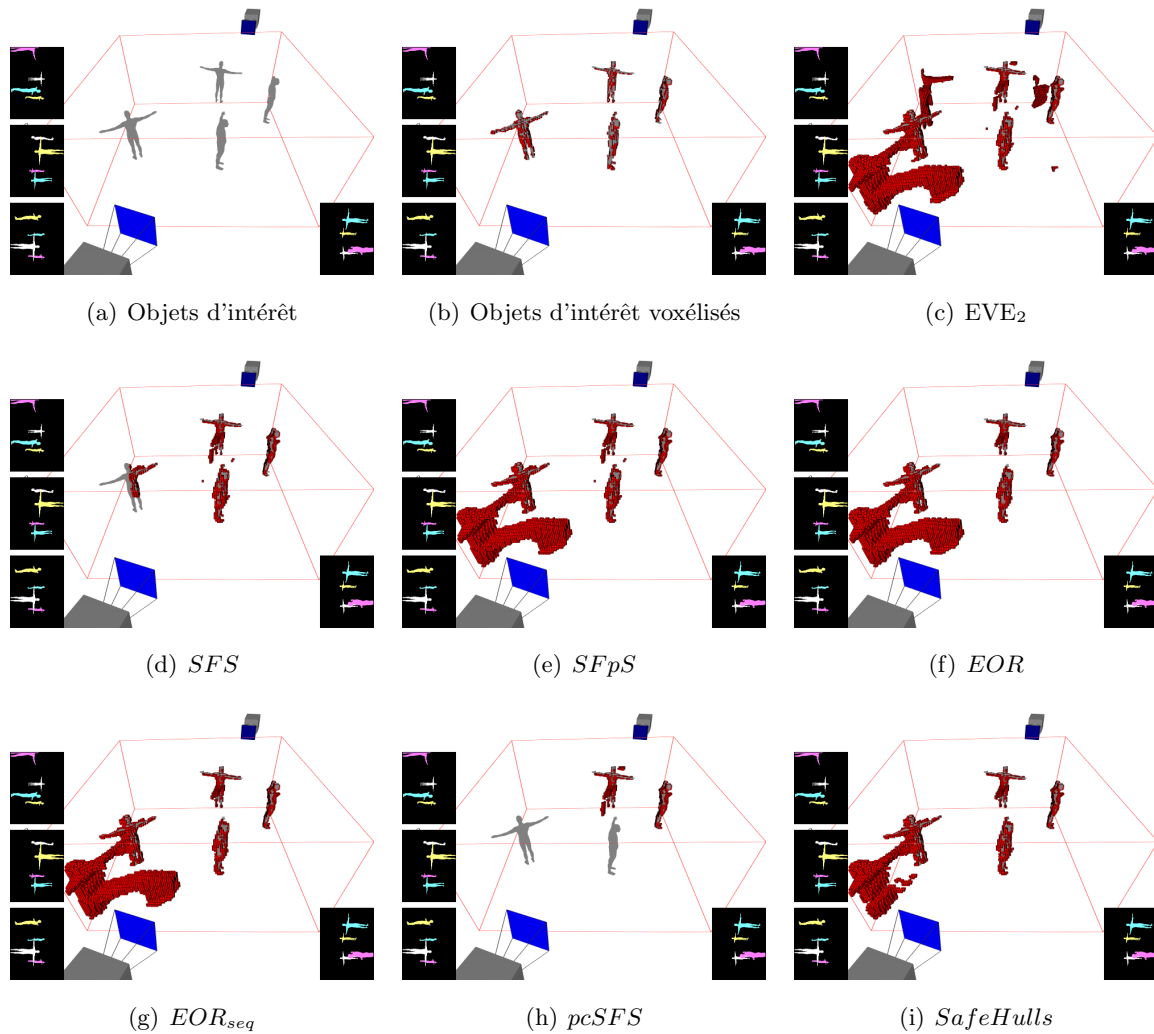 (a) Objets d'intérêt
(b) Objets d'intérêt voxélisés
(c) EVE₂
(d) SFS
(e) SFpS
(f) EOR
(g) EOR_seq
(h) pcSFS
(i) SafeHulls